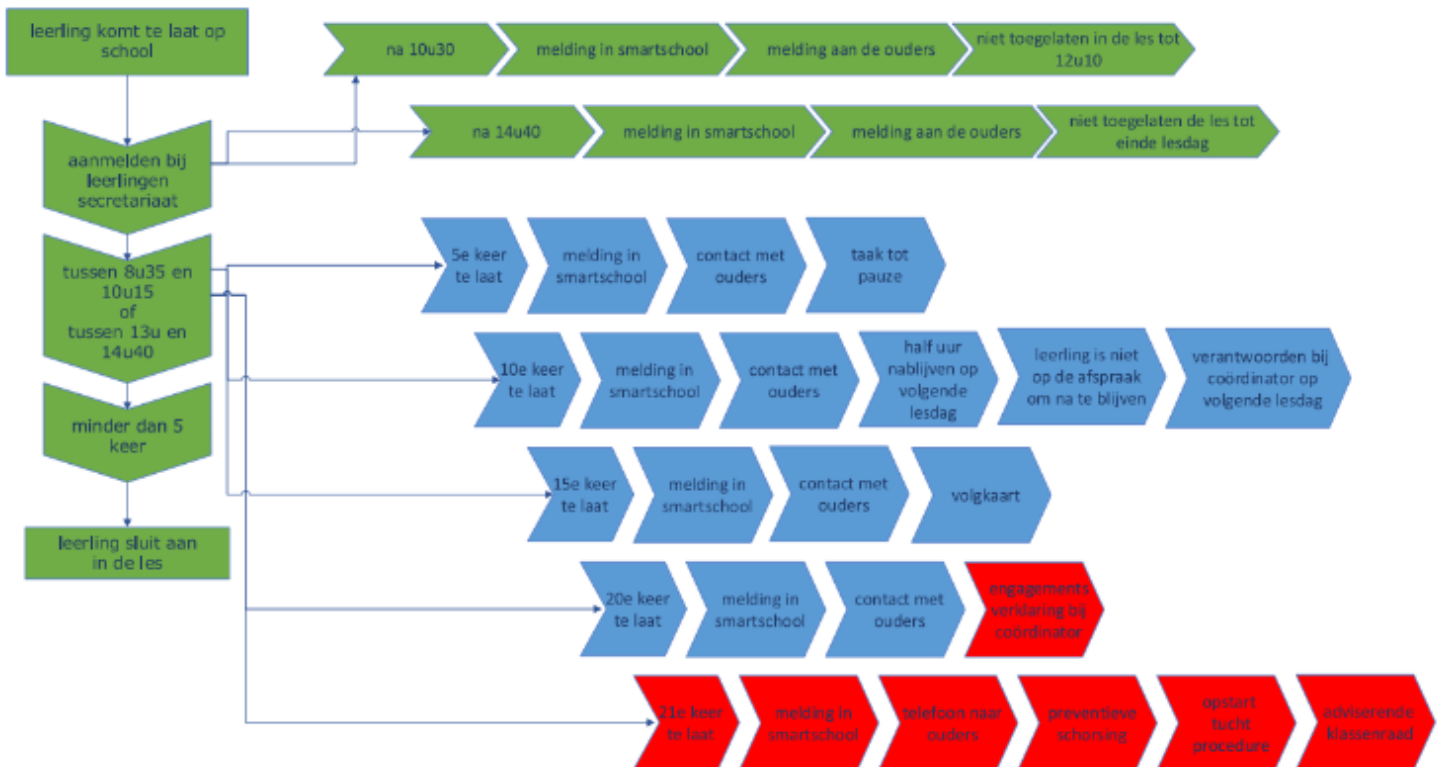 leerling komt te laat op
school
na 10u30
melding in smartschool
melding aan de ouders
niet toegelaten in de les tot
12u10
na 14u40
melding in smartschool
melding aan de ouders
niet toegelaten de les tot
einde lesdag
aanmelden bij
leerlingen
secretariaat
tussen 8u35 en
10u15
of
tussen 13u en
14u40
5e keer
te laat
melding in
smartschool
contact met
ouders
taak tot
pauze
10e keer
te laat
melding in
smartschool
contact met
ouders
half uur
nablijven op
volgende
lesdag
leerling is niet
op de afspraak
om na te blijven
verantwoorden bij
coördinator op
volgende lesdag
minder dan 5
keer
15e keer
te laat
melding in
smartschool
contact met
ouders
volgkaart
leerling sluit aan
in de les
20e keer
te laat
melding in
smartschool
contact met
ouders
engagements
verklaring bij
coördinator
21e keer
te laat
melding in
smartschool
telefoon naar
ouders
preventieve
schorsing
opstart
tucht
procedure
adviserende
klassenraad